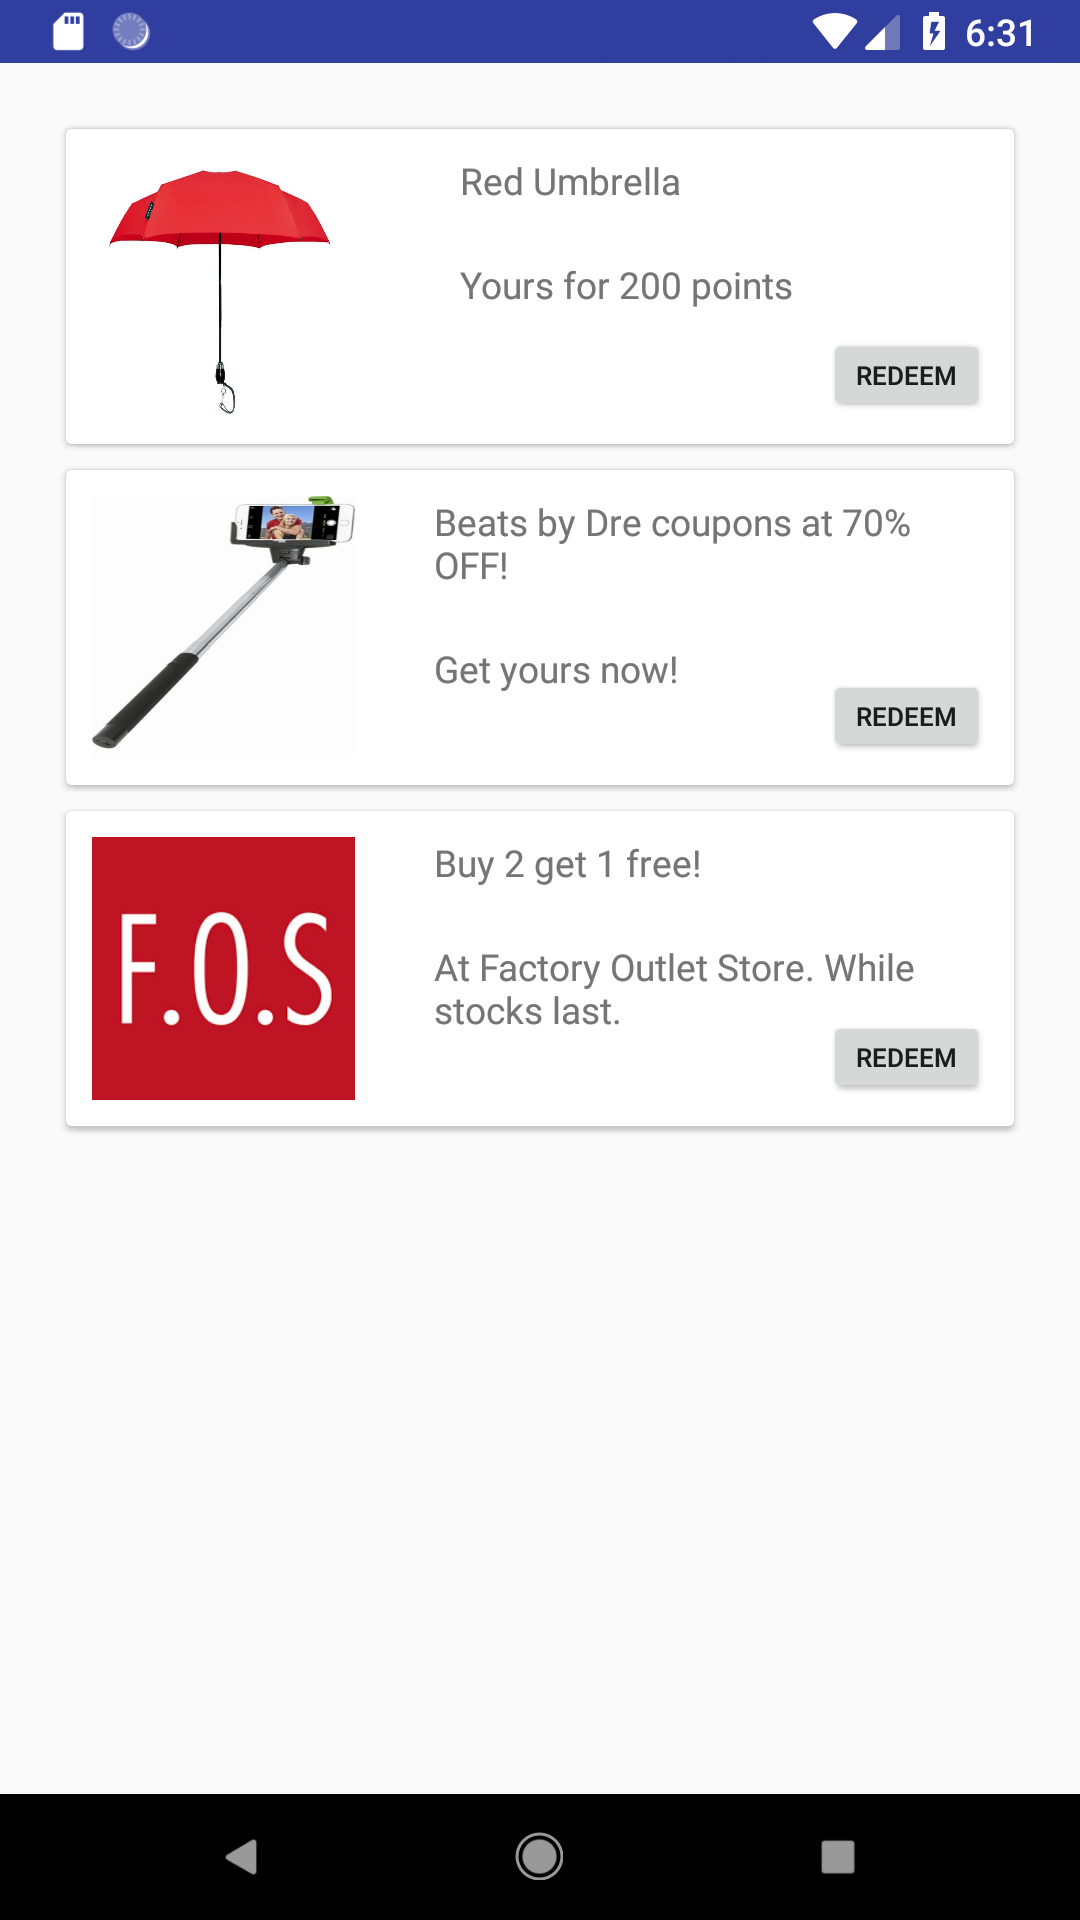 6:31
Red Umbrella
Yours for 200 points
REDEEM
Beats by Dre coupons at 70%
OFF!
Get yours now!
REDEEM
F.O.S
Buy 2 get 1 free!
At Factory Outlet Store. While
stocks last.
REDEEM